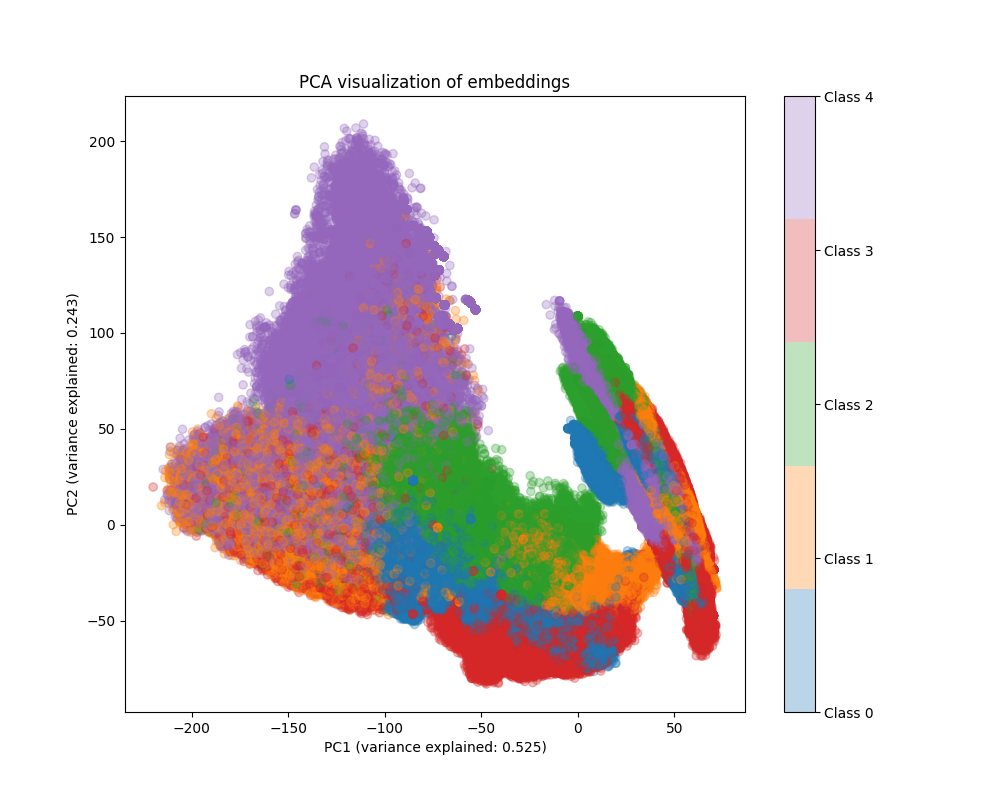 PCA visualization of embeddings
200
150
100
50
0
−50
PC2 (variance explained: 0.243)
−200
−150
−100
−50
0
50
PC1 (variance explained: 0.525)
Class 4
Class 3
Class 2
Class 1
Class 0